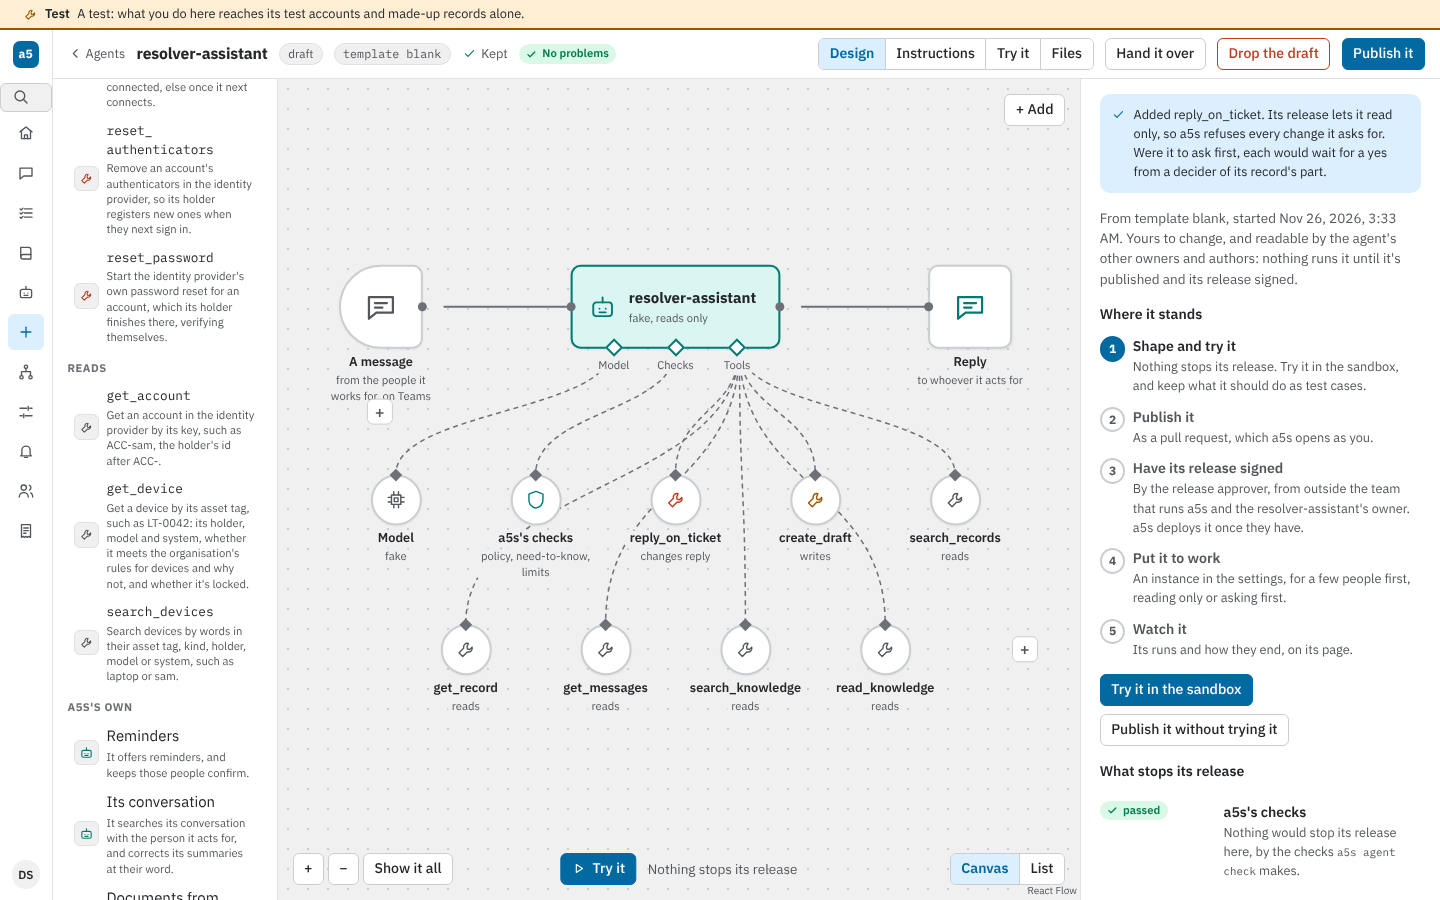 Test A test: what you do here reaches its test accounts and made-up records alone.
a5
Agents
resolver-assistant
draft
template blank
Kept
No problems
Design
Instructions
Try it
Files
Hand it over
Drop the draft
Publish it
connected, else once it next
connects.
reset_
authenticators
Remove an account's
authenticators in the identity
provider, so its holder
registers new ones when
they next sign in.
reset_password
Start the identity provider's
own password reset for an
account, which its holder
finishes there, verifying
themselves.
READS
get_account
Get an account in the identity
provider by its key, such as
ACC-sam, the holder's id
after ACC-.
get_device
Get a device by its asset tag,
such as LT-0042: its holder,
model and system, whether
it meets the organisation's
rules for devices and why
not, and whether it's locked.
search_devices
Search devices by words in
their asset tag, kind, holder,
model or system, such as
laptop or sam.
A5S'S OWN
Reminders
It offers reminders, and
keeps those people confirm.
Its conversation
It searches its conversation
with the person it acts for,
and corrects its summaries
at their word.
Documents from
DS
+ Add
A message
from the people it
works for, on Teams
+
resolver-assistant
fake, reads only
Model
Checks
Tools
Reply
to whoever it acts for
Model
fake
a5s's checks
policy, need-to-know,
limits
reply_on_ticket
changes reply
create_draft
writes
search_records
reads
get_record
reads
get_messages
reads
search_knowledge
reads
read_knowledge
reads
+
+
−
Show it all
Try it
Nothing stops its release
Canvas
List
React Flow
Added reply_on_ticket. Its release lets it read
only, so a5s refuses every change it asks for.
Were it to ask first, each would wait for a yes
from a decider of its record's part.
From template blank, started Nov 26, 2026, 3:33
AM. Yours to change, and readable by the agent's
other owners and authors: nothing runs it until it's
published and its release signed.
Where it stands
1
Shape and try it
Nothing stops its release. Try it in the sandbox,
and keep what it should do as test cases.
2
Publish it
As a pull request, which a5s opens as you.
3
Have its release signed
By the release approver, from outside the team
that runs a5s and the resolver-assistant's owner.
a5s deploys it once they have.
4
Put it to work
An instance in the settings, for a few people first,
reading only or asking first.
5
Watch it
Its runs and how they end, on its page.
Try it in the sandbox
Publish it without trying it
What stops its release
passed
a5s's checks
Nothing would stop its release
here, by the checks a5s agent
check makes.